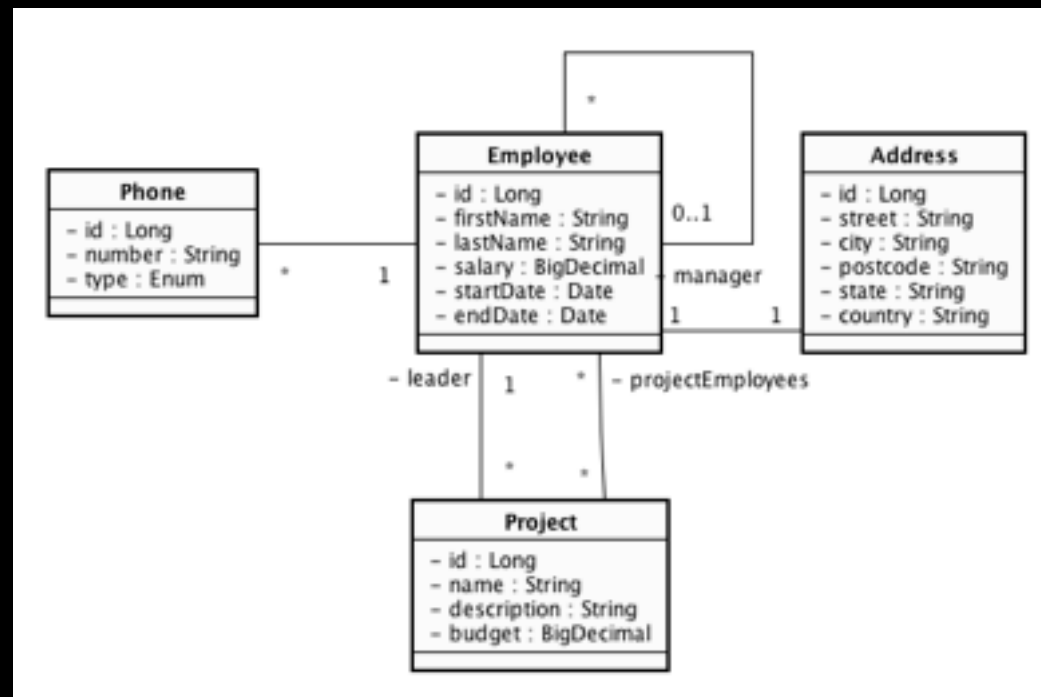 *
Employee
- id : Long
- firstName : String
- lastName : String
- salary : BigDecimal
- startDate : Date
- endDate : Date
0..1
- manager
1
1
Address
- id : Long
- street : String
- city : String
- postcode : String
- state : String
- country : String
Phone
- id : Long
- number : String
- type : Enum
*
1
- leader
1
*
- projectEmployees
*
*
Project
- id : Long
- name : String
- description : String
- budget : BigDecimal